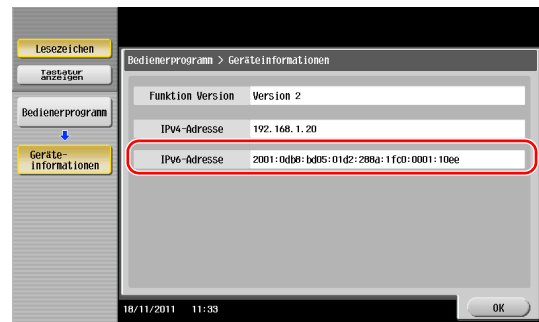 Lesezeichen
Tastatur
anzeigen
Bedienerprogramm
Geräte-
informationen
Bedienerprogramm > Geräteinformationen
Funktion Version Version 2
IPv4-Adresse 192.168.1.20
IPv6-Adresse 2001:0db8:bd05:01d2:288a:1fc0:0001:10ee
18/11/2011 11:33
OK